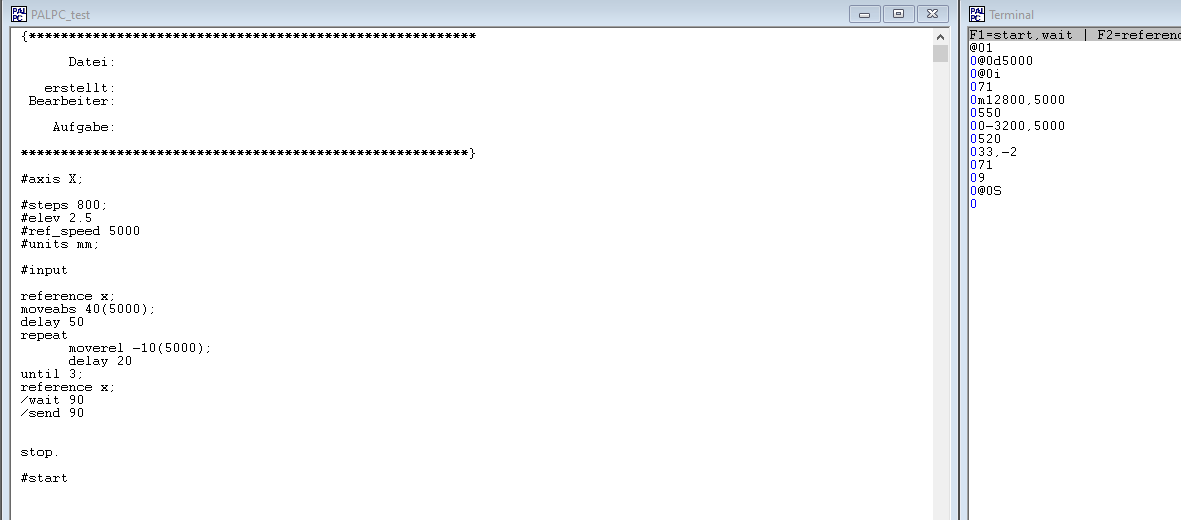 PALPC_test
{********************************************************
Datei:
erstellt:
Bearbeiter:
Aufgabe:
********************************************************}
#axis X;
#steps 800;
#elev 2.5
#ref_speed 5000
#units mm;
#input
reference x;
moveabs 40(5000);
delay 50
repeat
moverel -10(5000);
delay 20
until 3;
reference x;
/wait 90
/send 90
stop.
#start
Terminal
F1=start,wait | F2=referenc
@01
0@0d5000
0@0i
071
0m12800,5000
0550
00-3200,5000
0520
033,-2
071
09
0@0S
0